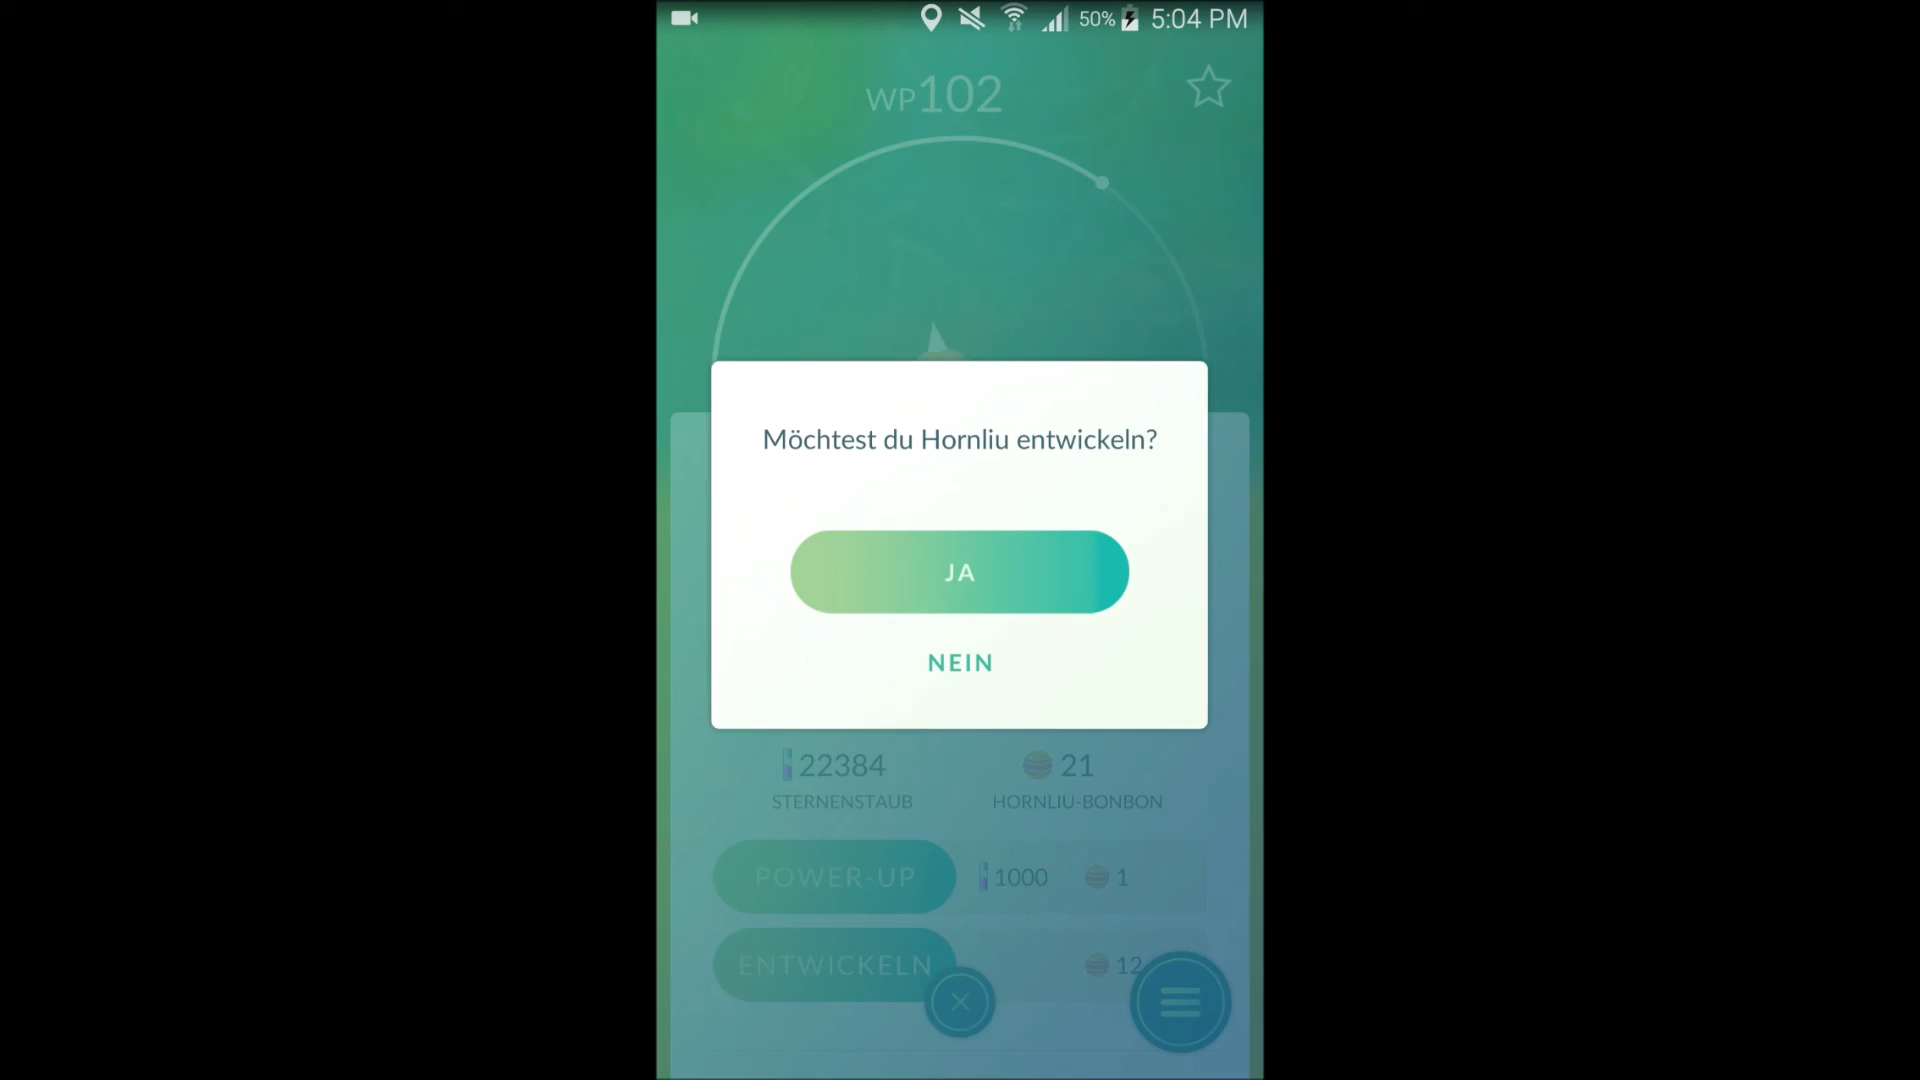 50% 5:04 PM
WP102
Möchtest du Hornliu entwickeln?
JA
NEIN
22384 21
STERNENSTAUB HORNLIU-BONBON
POWER-UP 1000 1
ENTWICKELN 12